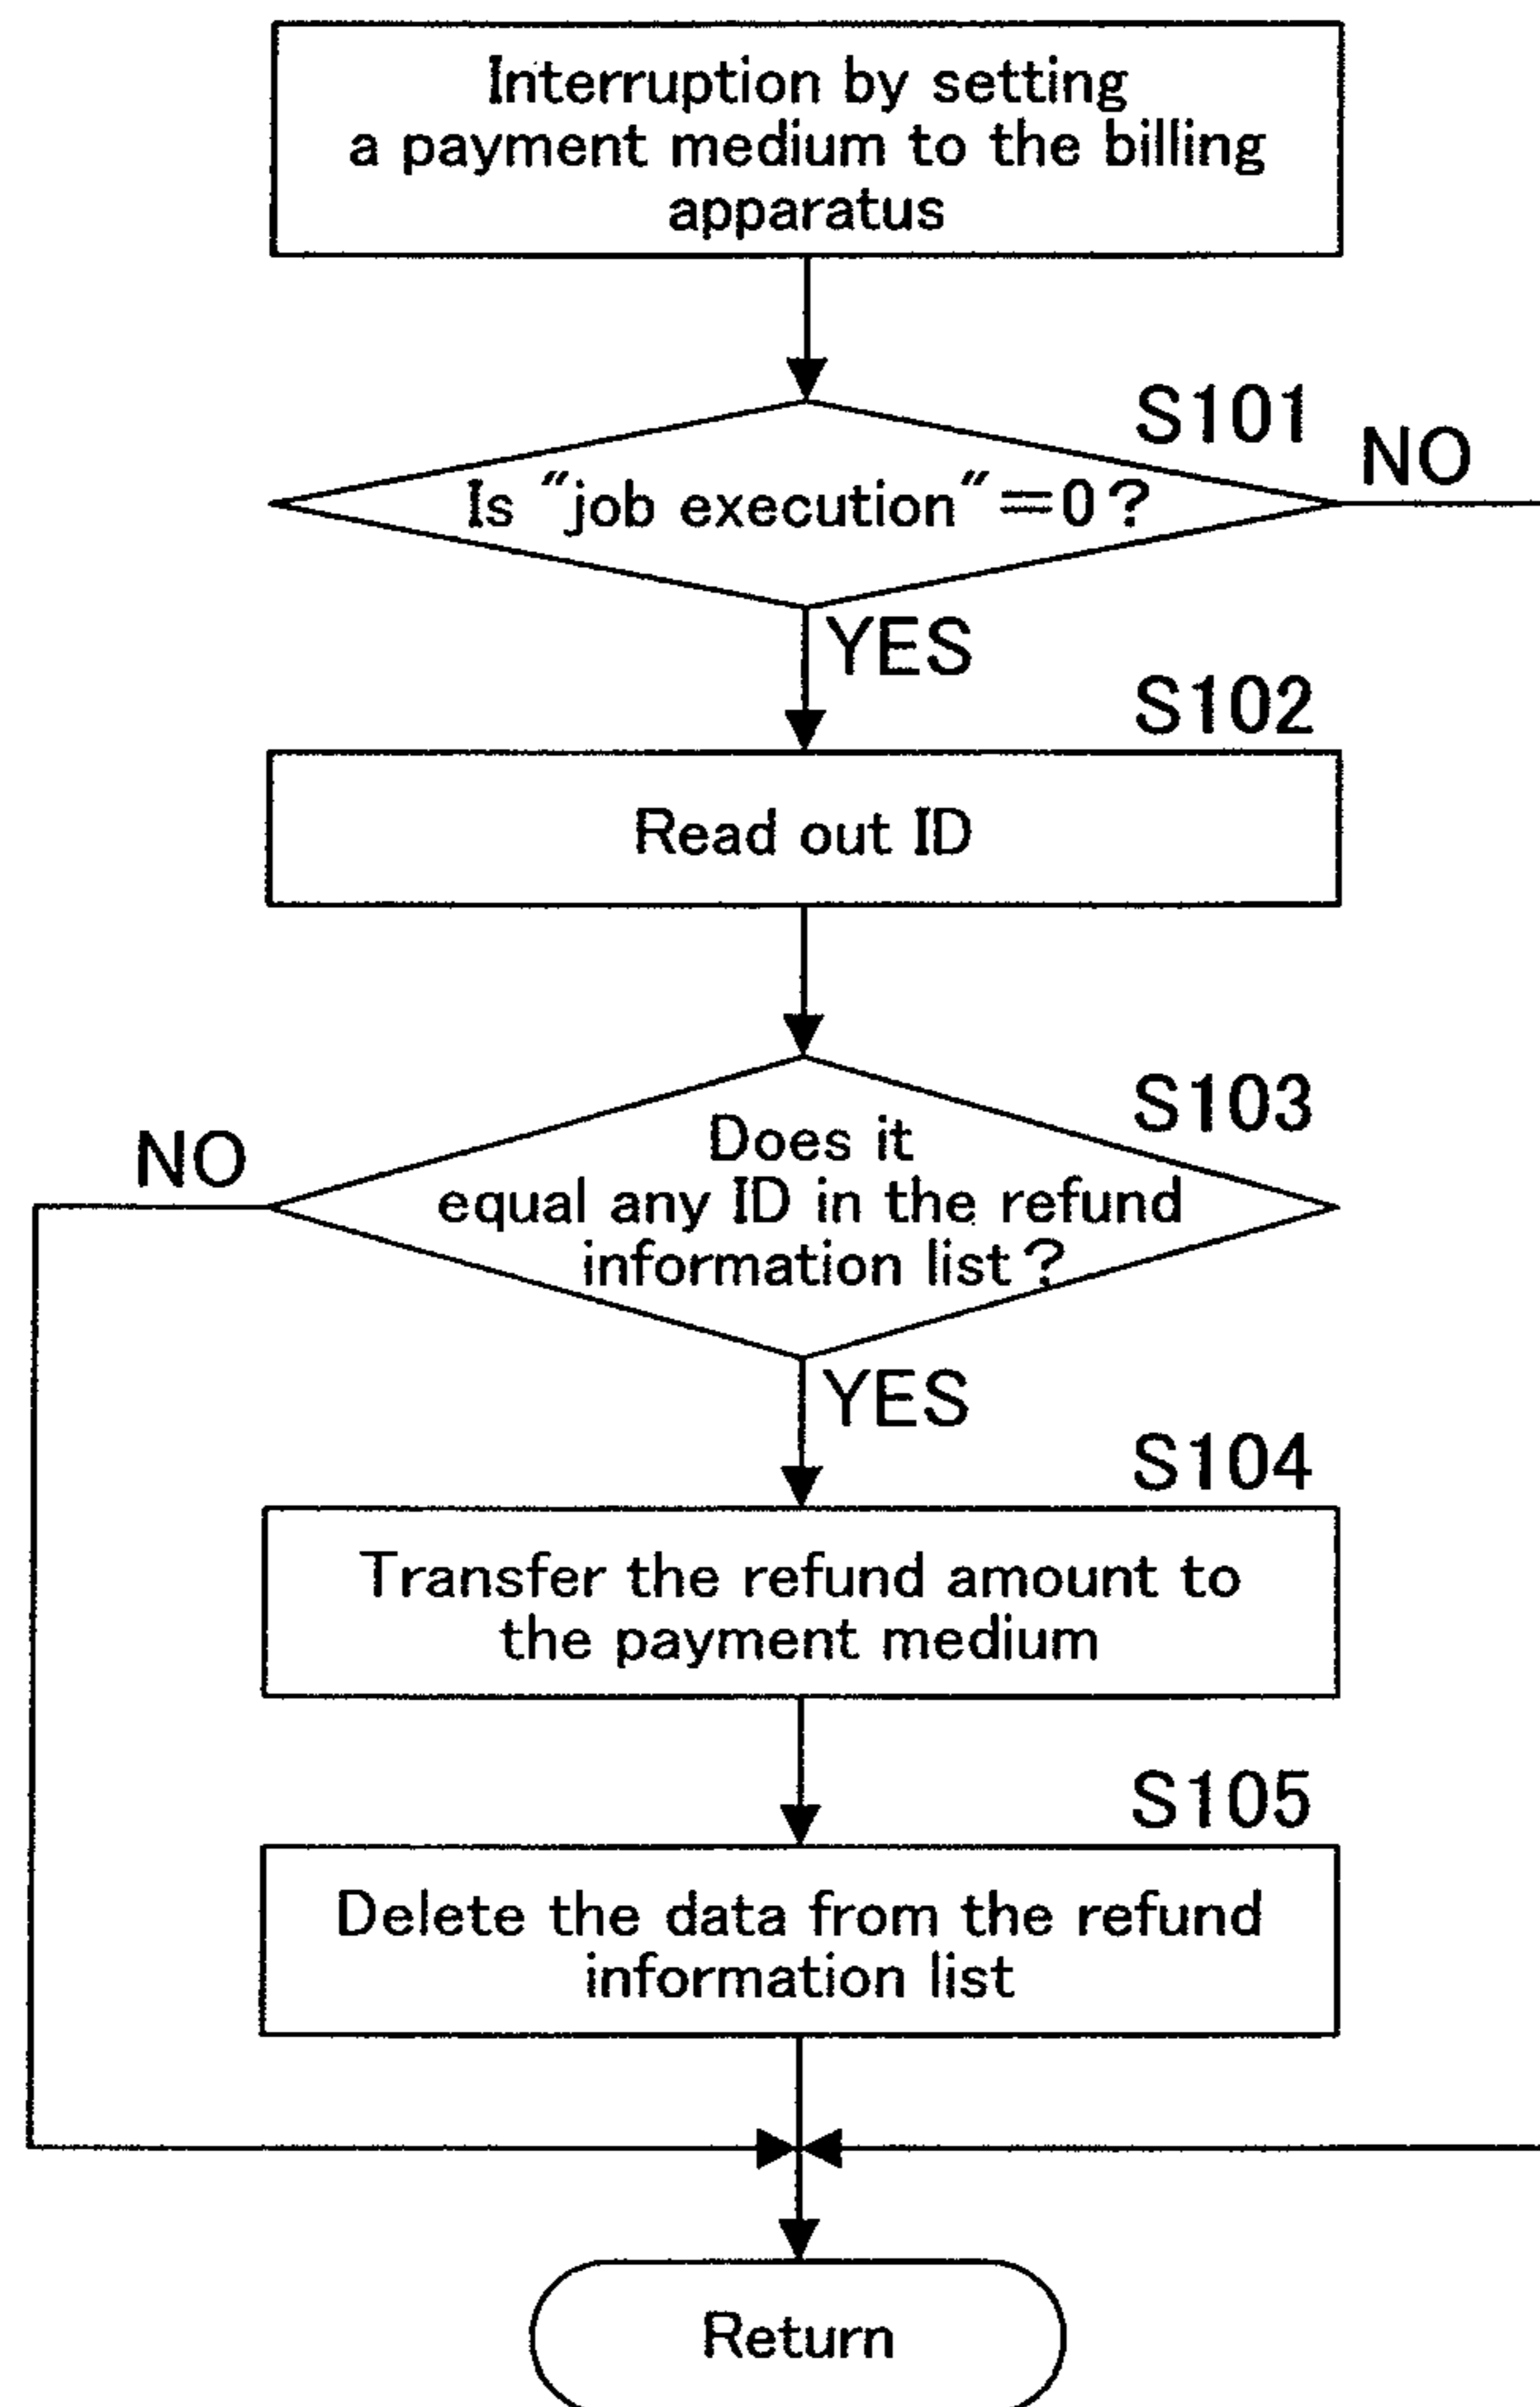 Interruption by setting
a payment medium to the billing
apparatus
S101
NO
Is "job execution"=0?
YES
S102
Read out ID
S103
NO
Does it
equal any ID in the refund
information list?
YES
S104
Transfer the refund amount to
the payment medium
S105
Delete the data from the refund
information list
Return